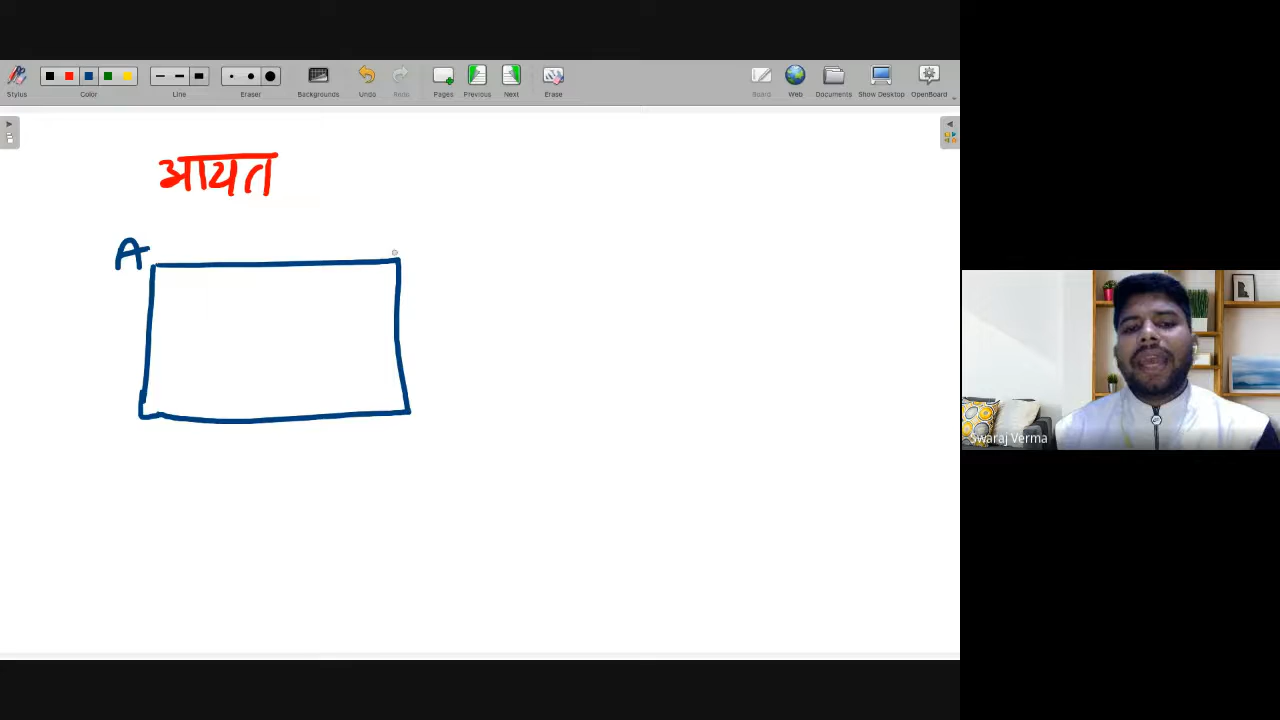 Stylus
Color
Line
Eraser
Backgrounds
Undo
Redo
Pages
Previous
Next
Erase
Board
Web
Documents
Show Desktop
OpenBoard
आयत
A
Swaraj Verma